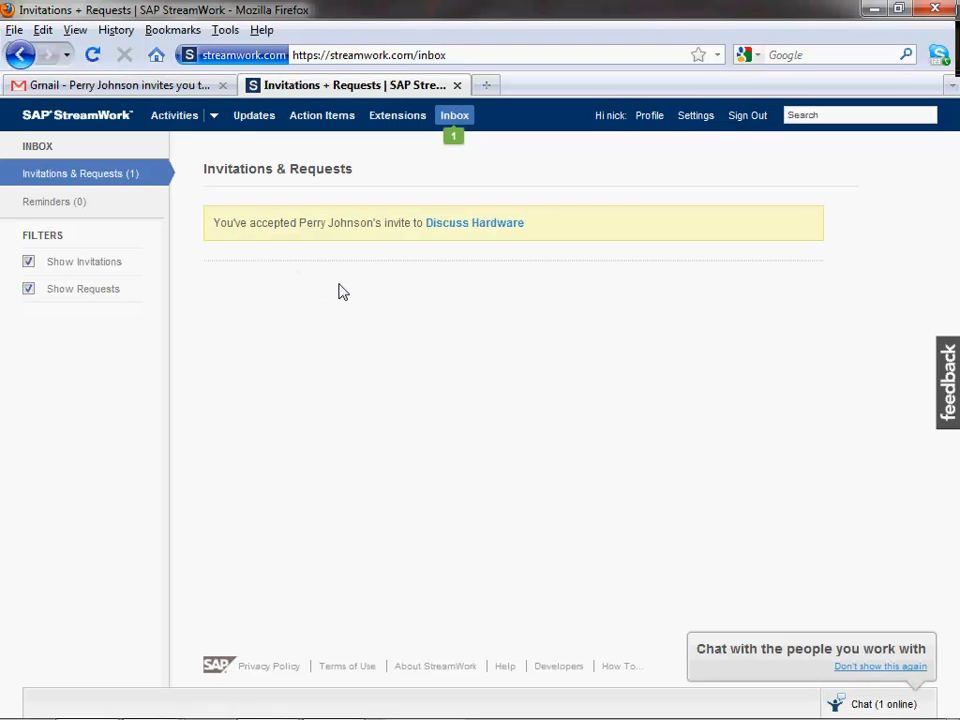 Invitations + Requests | SAP StreamWork - Mozilla Firefox
File Edit View History Bookmarks Tools Help
S streamwork.com https://streamwork.com/inbox Google
Gmail - Perry Johnson invites you t... Invitations + Requests | SAP Stre...
SAP StreamWork™ Activities Updates Action Items Extensions Inbox Hi nick: Profile Settings Sign Out Search
1
INBOX
Invitations & Requests (1)
Reminders (0)
FILTERS
Show Invitations
Show Requests
Invitations & Requests
You've accepted Perry Johnson's invite to Discuss Hardware
feedback
Chat with the people you work with
Don't show this again
SAP Privacy Policy Terms of Use About StreamWork Help Developers How To...
Chat (1 online)